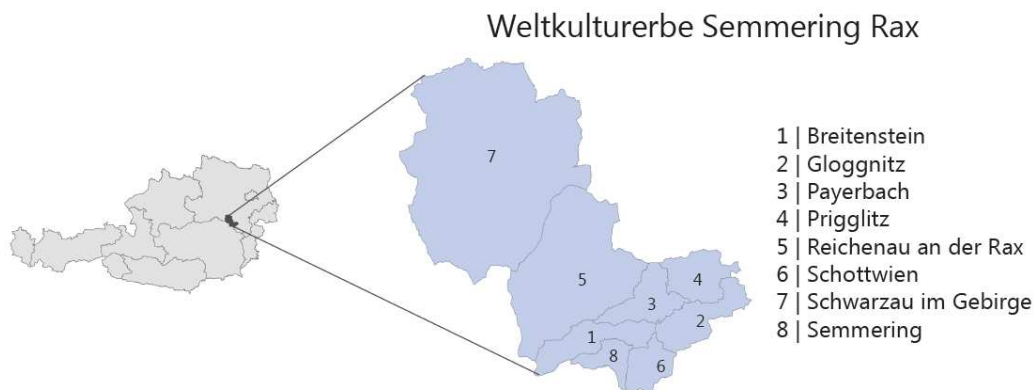 Weltkulturerbe Semmering Rax
7
5
4
3
2
1
8
6
1 | Breitenstein
2 | Gloggnitz
3 | Payerbach
4 | Prigglitz
5 | Reichenau an der Rax
6 | Schottwien
7 | Schwarzau im Gebirge
8 | Semmering